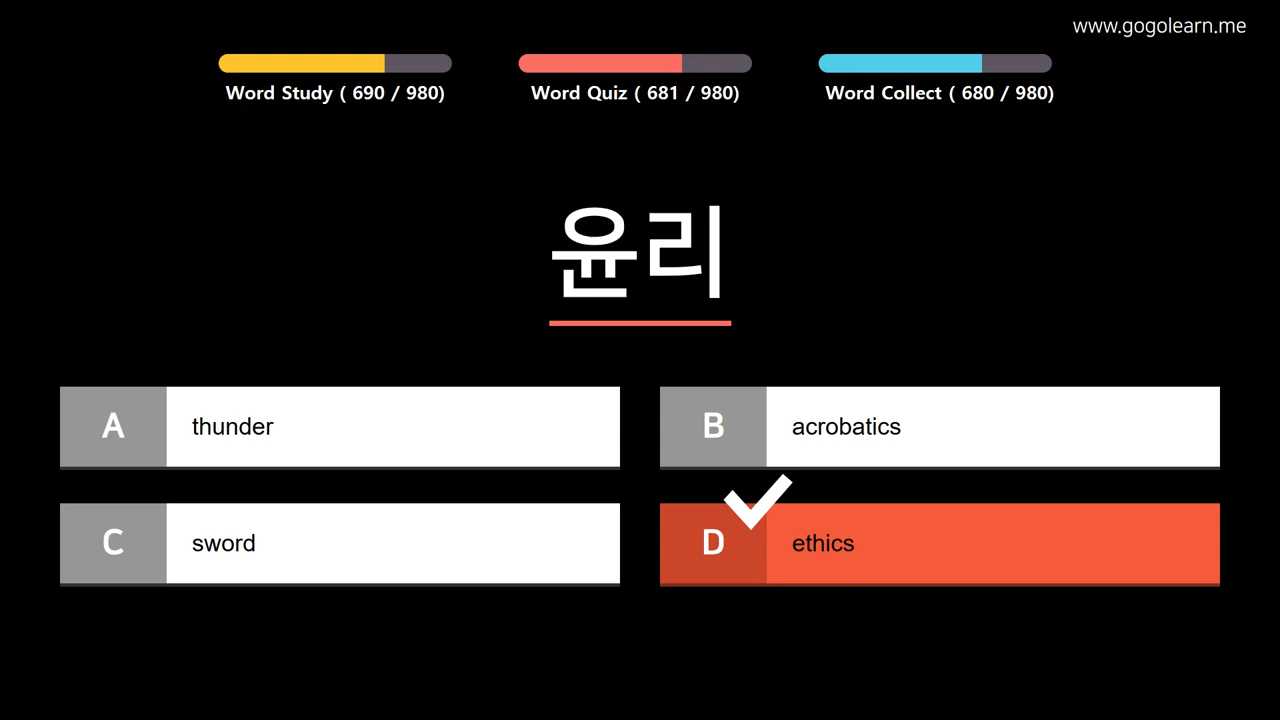 www.gogolearn.me
Word Study ( 690 / 980)
Word Quiz ( 681 / 980)
Word Collect ( 680 / 980)
윤리
A thunder
B acrobatics
C sword
D ethics